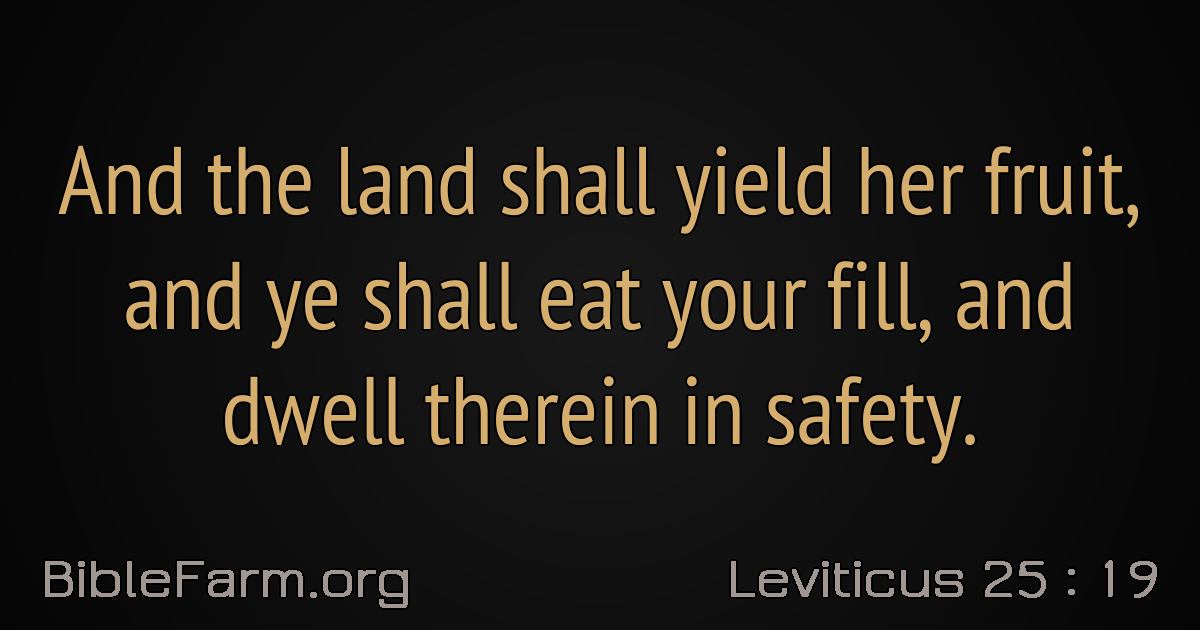 And the land shall yield her fruit,
and ye shall eat your fill, and
dwell therein in safety.
BibleFarm.org
Leviticus 25 : 19